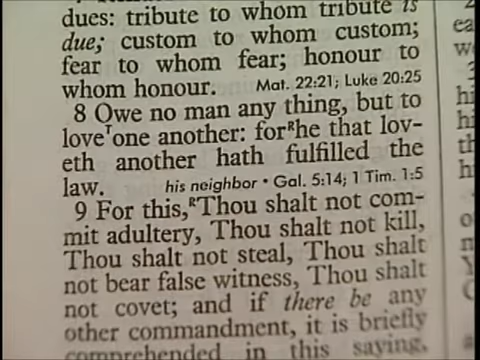 dues: tribute to whom tribute is
due; custom to whom custom;
fear to whom fear; honour to
whom honour. Mat. 22:21; Luke 20:25
8 Owe no man any thing, but to
love T one another: for R he that lov-
eth another hath fulfilled the
law. his neighbor • Gal. 5:14; 1 Tim. 1:5
9 For this, R Thou shalt not com-
mit adultery, Thou shalt not kill,
Thou shalt not steal, Thou shalt
not bear false witness, Thou shalt
not covet; and if there be any
other commandment, it is briefly
comprehended in this saying,